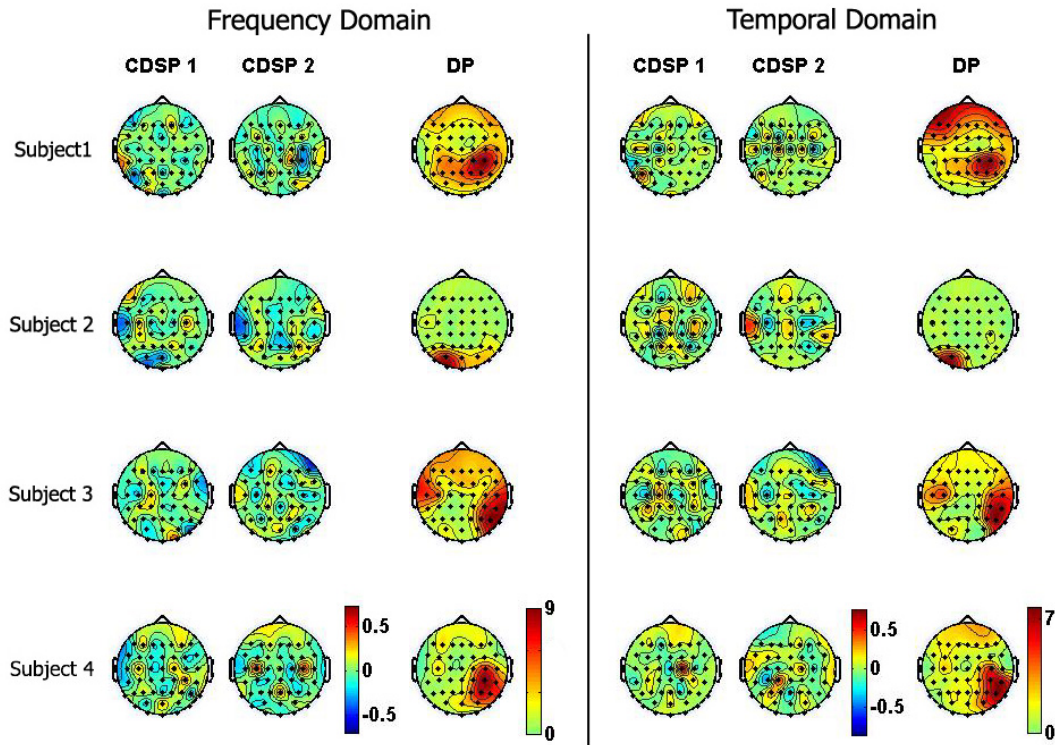 Frequency Domain
Temporal Domain
CDSP 1 CDSP 2 DP
CDSP 1 CDSP 2 DP
Subject1
Subject 2
Subject 3
Subject 4
0.5
0
-0.5
9
0
0.5
0
-0.5
7
0